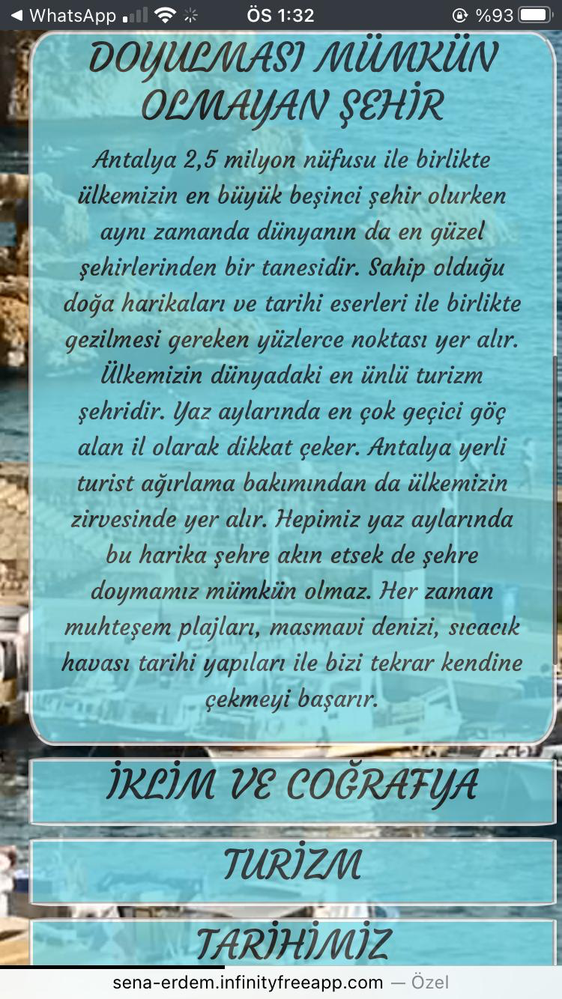 WhatsApp ÖS 1:32 %93
DOYULMASI MÜMKÜN
OLMAYAN ŞEHİR
Antalya 2,5 milyon nüfusu ile birlikte
ülkemizin en büyük beşinci şehir olurken
aynı zamanda dünyanın da en güzel
şehirlerinden bir tanesidir. Sahip olduğu
doğa harikaları ve tarihi eserleri ile birlikte
gezilmesi gereken yüzlerce noktası yer alır.
Ülkemizin dünyadaki en ünlü turizm
şehridir. Yaz aylarında en çok geçici göç
alan il olarak dikkat çeker. Antalya yerli
turist ağırlama bakımından da ülkemizin
zirvesinde yer alır. Hepimiz yaz aylarında
bu harika şehre akın etsek de şehre
doymamız mümkün olmaz. Her zaman
muhteşem plajları, masmavi denizi, sıcacık
havası tarihi yapıları ile bizi tekrar kendine
çekmeyi başarır.
İKLİM VE COĞRAFYA
TURİZM
TARİHİMİZ
sena-erdem.infinityfreeapp.com — Özel